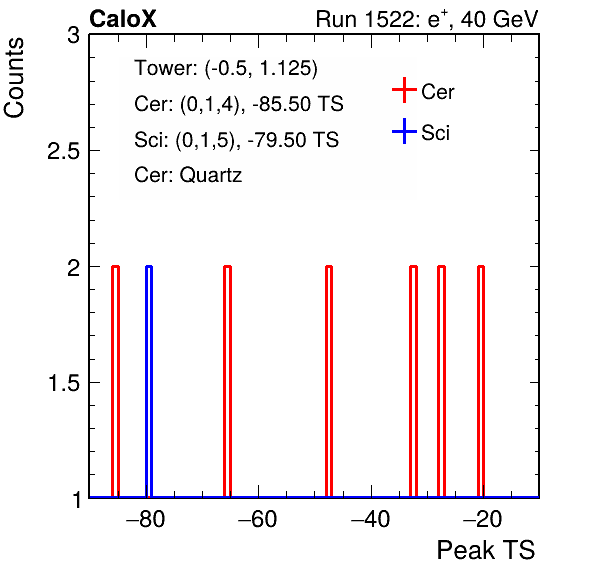 CaloX Run 1522: e+, 40 GeV
Counts
3
2.5
2
1.5
1
Tower: (-0.5, 1.125)
Cer: (0,1,4), -85.50 TS
Sci: (0,1,5), -79.50 TS
Cer: Quartz
Cer
Sci
−80 −60 −40 −20
Peak TS